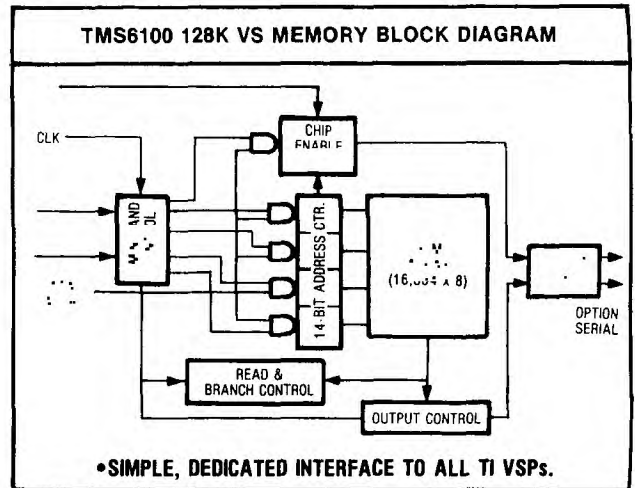 TMS6100 128K VS MEMORY BLOCK DIAGRAM
CHIP
ENABLE
CLK
14-BIT ADDRESS CTR.
OPTION
SERIAL
READ &
BRANCH CONTROL
OUTPUT CONTROL
•SIMPLE, DEDICATED INTERFACE TO ALL TI VSPs.